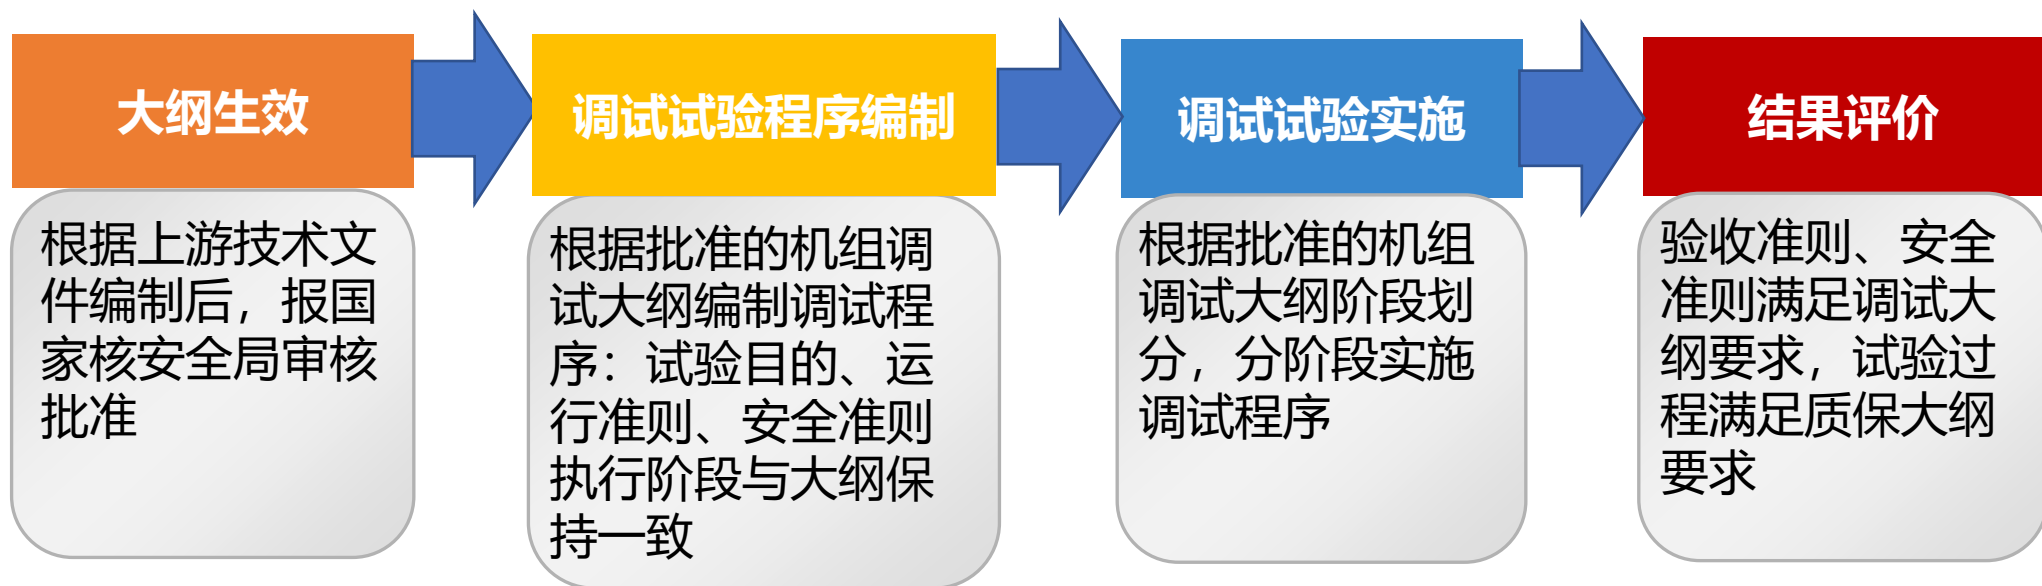 大纲生效
根据上游技术文
件编制后，报国
家核安全局审核
批准
调试试验程序编制
根据批准的机组调
试大纲编制调试程
序：试验目的、运
行准则、安全准则
执行阶段与大纲保
持一致
调试试验实施
根据批准的机组
调试大纲阶段划
分，分阶段实施
调试程序
结果评价
验收准则、安全
准则满足调试大
纲要求，试验过
程满足质保大纲
要求